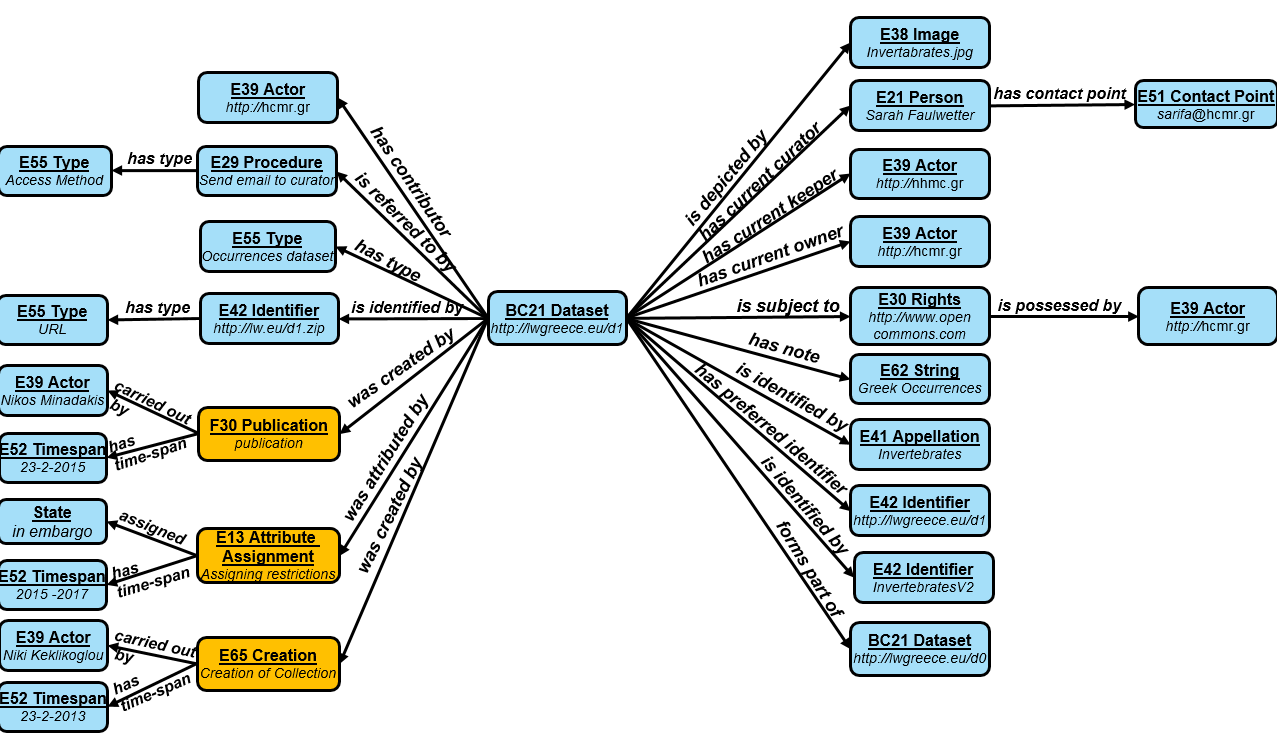 E38 Image
Invertabrates.jpg
E39 Actor
http://hcmr.gr
has contributor
is depicted by
E21 Person
Sarah Faulwetter
has contact point
E51 Contact Point
sarifa@hcmr.gr
has current curator
E55 Type
Access Method
has type
E29 Procedure
Send email to curator
is referred to by
E39 Actor
http://nhmc.gr
has current keeper
E55 Type
Occurrences dataset
has type
E39 Actor
http://hcmr.gr
has current owner
E55 Type
URL
has type
E42 Identifier
http://lw.eu/d1.zip
is identified by
BC21 Dataset
http://lwgreece.eu/d1
is subject to
E30 Rights
http://www.open
commons.com
is possessed by
E39 Actor
http://hcmr.gr
E39 Actor
Nikos Minadakis
carried out
by
E52 Timespan
23-2-2015
has
time-span
F30 Publication
publication
was created by
has note
E62 String
Greek Occurrences
is identified by
E41 Appellation
Invertebrates
has preferred identifier
E42 Identifier
http://lwgreece.eu/d1
State
in embargo
assigned
E52 Timespan
2015 -2017
has
time-span
E13 Attribute
Assignment
Assigning restrictions
was attributed by
is identified by
E42 Identifier
InvertebratesV2
E39 Actor
Niki Keklikoglou
carried out
by
E52 Timespan
23-2-2013
has
time-span
E65 Creation
Creation of Collection
was created by
forms part of
BC21 Dataset
http://lwgreece.eu/d0